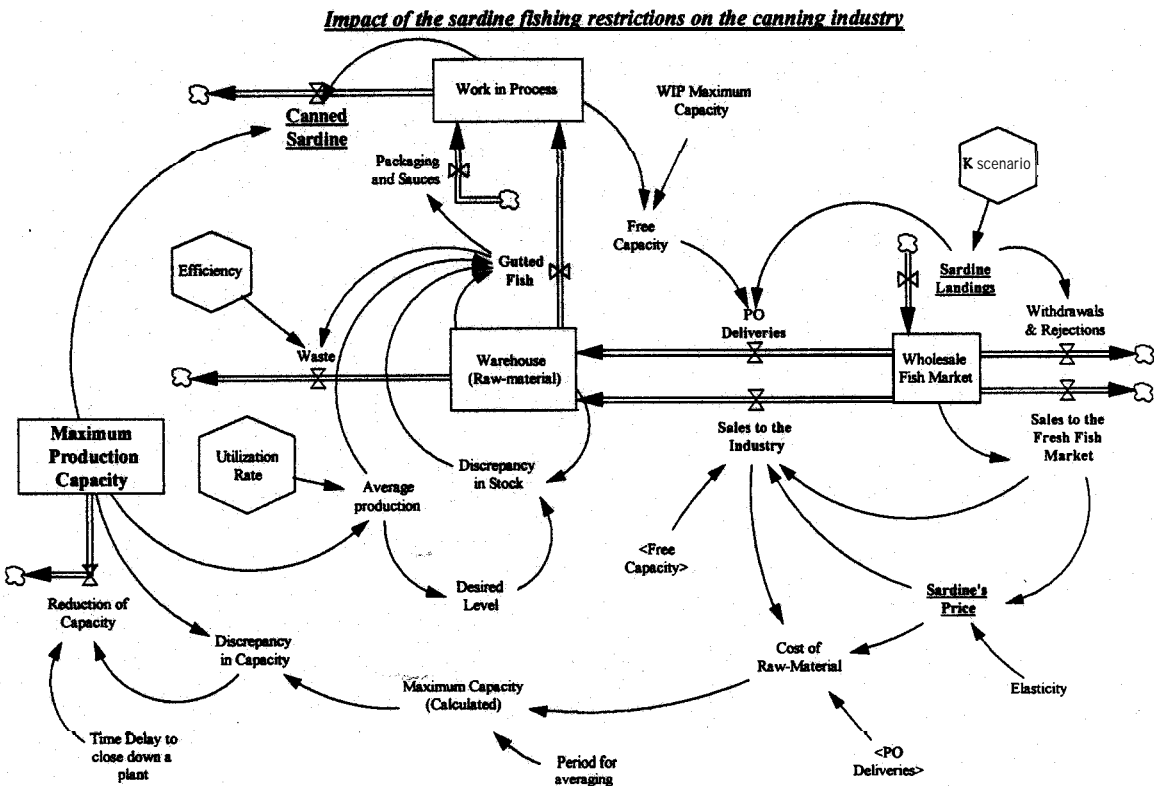 Impact of the sardine fishing restrictions on the canning industry
Work in Process
WIP Maximum
Capacity
Canned
Sardine
K scenario
Packaging
and Sauces
Free
Capacity
Efficiency
Gutted
Fish
Sardine
Landings
PO
Deliveries
Withdrawals
& Rejections
Waste
Warehouse
(Raw-material)
Wholesale
Fish Market
Maximum
Production
Capacity
Utilization
Rate
Sales to the
Industry
Sales to the
Fresh Fish
Market
Discrepancy
in Stock
Average
production
<Free
Capacity>
Desired
Level
Sardine's
Price
Reduction of
Capacity
Discrepancy
in Capacity
Cost of
Raw-Material
Elasticity
Maximum Capacity
(Calculated)
Time Delay to
close down a
plant
Period for
averaging
<PO
Deliveries>